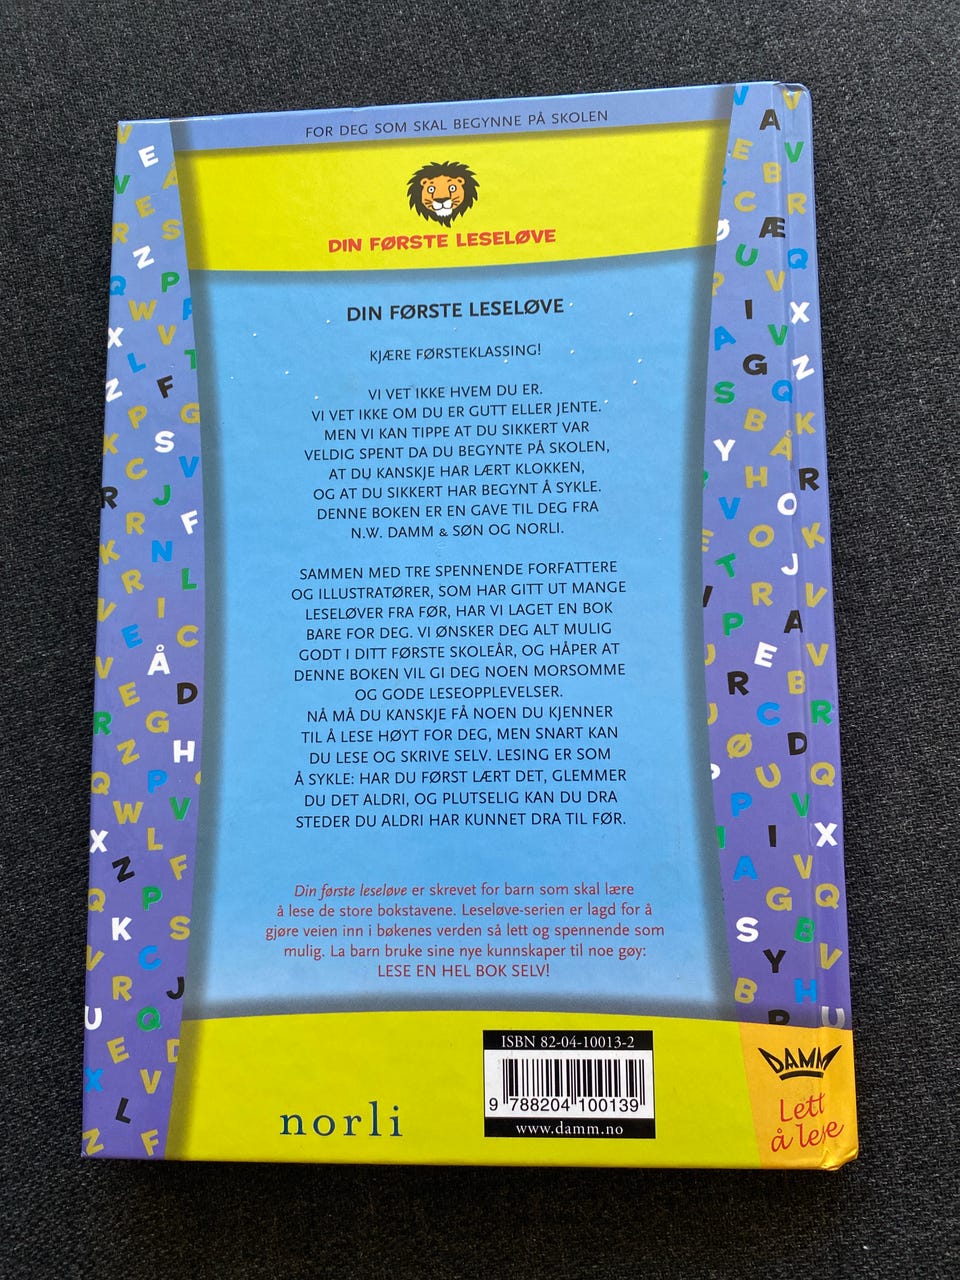 FOR DEG SOM SKAL BEGYNNE PÅ SKOLEN
DIN FØRSTE LESELØVE
DIN FØRSTE LESELØVE
KJÆRE FØRSTEKLASSING!
VI VET IKKE HVEM DU ER.
VI VET IKKE OM DU ER GUTT ELLER JENTE.
MEN VI KAN TIPPE AT DU SIKKERT VAR
VELDIG SPENT DA DU BEGYNTE PÅ SKOLEN,
AT DU KANSKJE HAR LÆRT KLOKKEN,
OG AT DU SIKKERT HAR BEGYNT Å SYKLE.
DENNE BOKEN ER EN GAVE TIL DEG FRA
N.W. DAMM & SØN OG NORLI.
SAMMEN MED TRE SPENNENDE FORFATTERE
OG ILLUSTRATØRER, SOM HAR GITT UT MANGE
LESELØVER FRA FØR, HAR VI LAGET EN BOK
BARE FOR DEG. VI ØNSKER DEG ALT MULIG
GODT I DITT FØRSTE SKOLEÅR, OG HÅPER AT
DENNE BOKEN VIL GI DEG NOEN MORSOMME
OG GODE LESEOPPLEVELSER.
NÅ MÅ DU KANSKJE FÅ NOEN DU KJENNER
TIL Å LESE HØYT FOR DEG, MEN SNART KAN
DU LESE OG SKRIVE SELV. LESING ER SOM
Å SYKLE: HAR DU FØRST LÆRT DET, GLEMMER
DU DET ALDRI, OG PLUTSELIG KAN DU DRA
STEDER DU ALDRI HAR KUNNET DRA TIL FØR.
Din første leseløve er skrevet for barn som skal lære
å lese de store bokstavene. Leseløve-serien er lagd for å
gjøre veien inn i bøkenes verden så lett og spennende som
mulig. La barn bruke sine nye kunnskaper til noe gøy:
LESE EN HEL BOK SELV!
ISBN 82-04-10013-2
9 788204 100139
www.damm.no
norli
DAMM
Lett
å lese